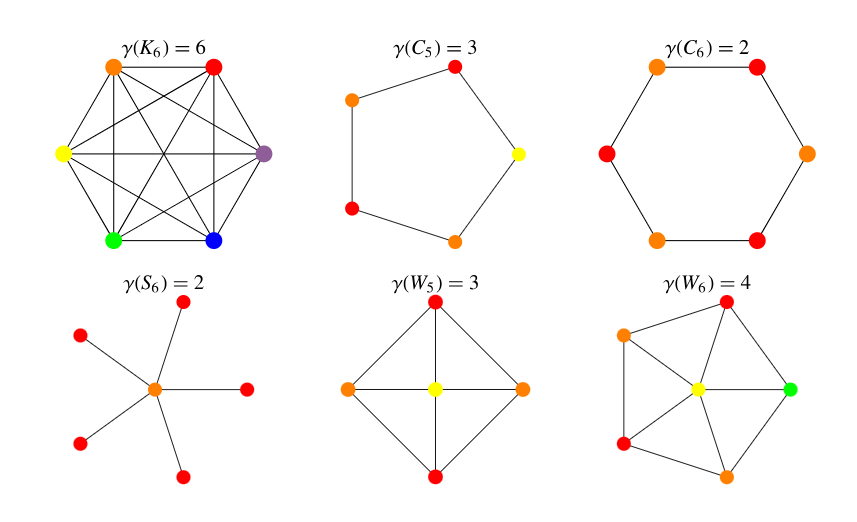 γ(K₆) = 6
γ(C₅) = 3
γ(C₆) = 2
γ(S₆) = 2
γ(W₅) = 3
γ(W₆) = 4